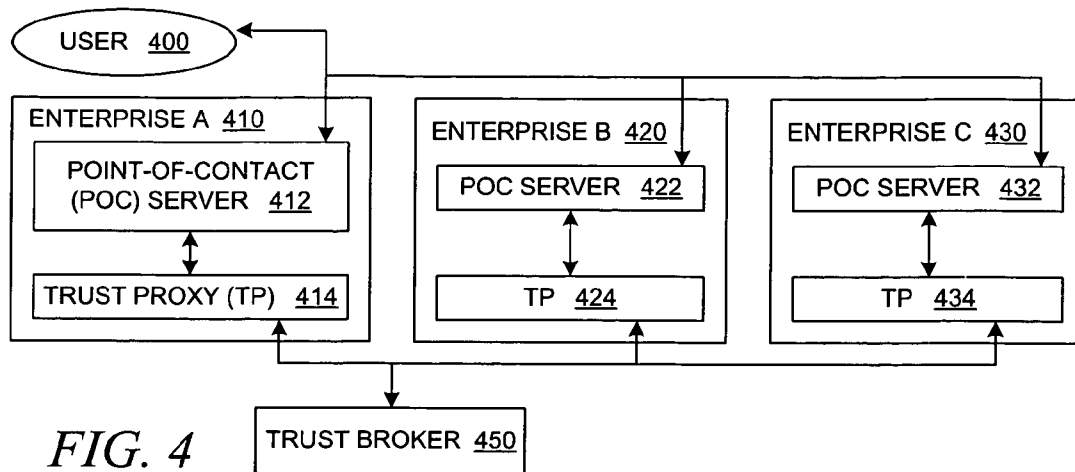 USER 400
ENTERPRISE A 410
POINT-OF-CONTACT
(POC) SERVER 412
TRUST PROXY (TP) 414
ENTERPRISE B 420
POC SERVER 422
TP 424
ENTERPRISE C 430
POC SERVER 432
TP 434
TRUST BROKER 450
FIG. 4